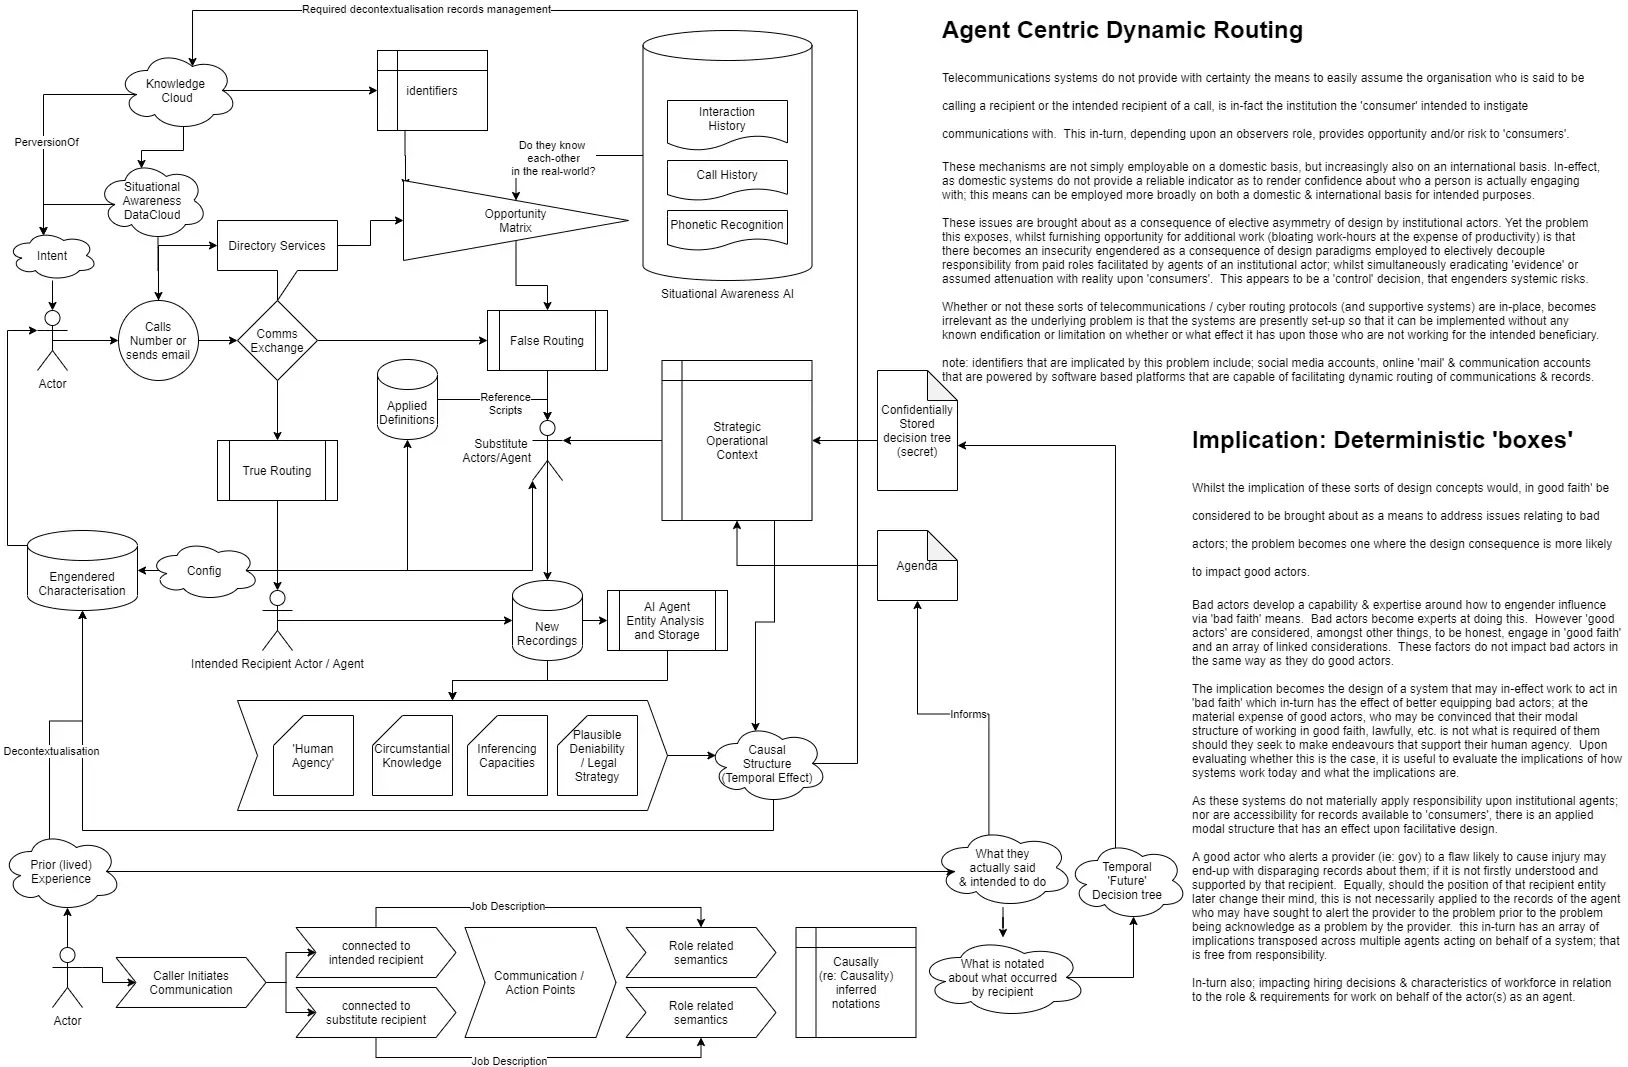 Required decontextualisation records management
Agent Centric Dynamic Routing
Telecommunications systems do not provide with certainty the means to easily assume the organisation who is said to be
calling a recipient or the intended recipient of a call, is in-fact the institution the 'consumer' intended to instigate
communications with.  This in-turn, depending upon an observers role, provides opportunity and/or risk to 'consumers'.
These mechanisms are not simply employable on a domestic basis, but increasingly also on an international basis. In-effect,
as domestic systems do not provide a reliable indicator as to render confidence about who a person is actually engaging
with; this means can be employed more broadly on both a domestic & international basis for intended purposes.
These issues are brought about as a consequence of elective asymmetry of design by institutional actors. Yet the problem
this exposes, whilst furnishing opportunity for additional work (bloating work-hours at the expense of productivity) is that
there becomes an insecurity engendered as a consequence of design paradigms employed to electively decouple
responsibility from paid roles facilitated by agents of an institutional actor; whilst simultaneously eradicating 'evidence' or
assumed attenuation with reality upon 'consumers'.  This appears to be a 'control' decision, that engenders systemic risks.
Whether or not these sorts of telecommunications / cyber routing protocols (and supportive systems) are in-place, becomes
irrelevant as the underlying problem is that the systems are presently set-up so that it can be implemented without any
known endification or limitation on whether or what effect it has upon those who are not working for the intended beneficiary.
note: identifiers that are implicated by this problem include; social media accounts, online 'mail' & communication accounts
that are powered by software based platforms that are capable of facilitating dynamic routing of communications & records.
Knowledge
Cloud
identifiers
Interaction
History
Call History
Phonetic Recognition
Situational Awareness AI
PerversionOf
Do they know
each-other
in the real-world?
Situational
Awareness
DataCloud
Opportunity
Matrix
Directory Services
Intent
Calls
Number or
sends email
Comms
Exchange
False Routing
Actor
Applied
Definitions
Reference
Scripts
Substitute
Actors/Agent
Strategic
Operational
Context
Confidentially
Stored
decision tree
(secret)
True Routing
Engendered
Characterisation
Config
Agenda
New
Recordings
AI Agent
Entity Analysis
and Storage
Intended Recipient Actor / Agent
Informs
Decontextualisation
'Human
Agency'
Circumstantial
Knowledge
Inferencing
Capacities
Plausible
Deniability
/ Legal
Strategy
Causal
Structure
(Temporal Effect)
Prior (lived)
Experience
What they
actually said
& intended to do
Temporal
'Future'
Decision tree
Job Description
Caller Initiates
Communication
connected to
intended recipient
connected to
substitute recipient
Communication /
Action Points
Role related
semantics
Role related
semantics
Causally
(re: Causality)
inferred
notations
What is notated
about what occurred
by recipient
Actor
Job Description
Implication: Deterministic 'boxes'
Whilst the implication of these sorts of design concepts would, in good faith' be
considered to be brought about as a means to address issues relating to bad
actors; the problem becomes one where the design consequence is more likely
to impact good actors.
Bad actors develop a capability & expertise around how to engender influence
via 'bad faith' means.  Bad actors become experts at doing this.  However 'good
actors' are considered, amongst other things, to be honest, engage in 'good faith'
and an array of linked considerations.  These factors do not impact bad actors in
the same way as they do good actors.
The implication becomes the design of a system that may in-effect work to act in
'bad faith' which in-turn has the effect of better equipping bad actors; at the
material expense of good actors, who may be convinced that their modal
structure of working in good faith, lawfully, etc. is not what is required of them
should they seek to make endeavours that support their human agency.  Upon
evaluating whether this is the case, it is useful to evaluate the implications of how
systems work today and what the implications are.
As these systems do not materially apply responsibility upon institutional agents;
nor are accessibility for records available to 'consumers', there is an applied
modal structure that has an effect upon facilitative design.
A good actor who alerts a provider (ie: gov) to a flaw likely to cause injury may
end-up with disparaging records about them; if it is not firstly understood and
supported by that recipient.  Equally, should the position of that recipient entity
later change their mind, this is not necessarily applied to the records of the agent
who may have sought to alert the provider to the problem prior to the problem
being acknowledge as a problem by the provider.  this in-turn has an array of
implications transposed across multiple agents acting on behalf of a system; that
is free from responsibility.
In-turn also; impacting hiring decisions & characteristics of workforce in relation
to the role & requirements for work on behalf of the actor(s) as an agent.